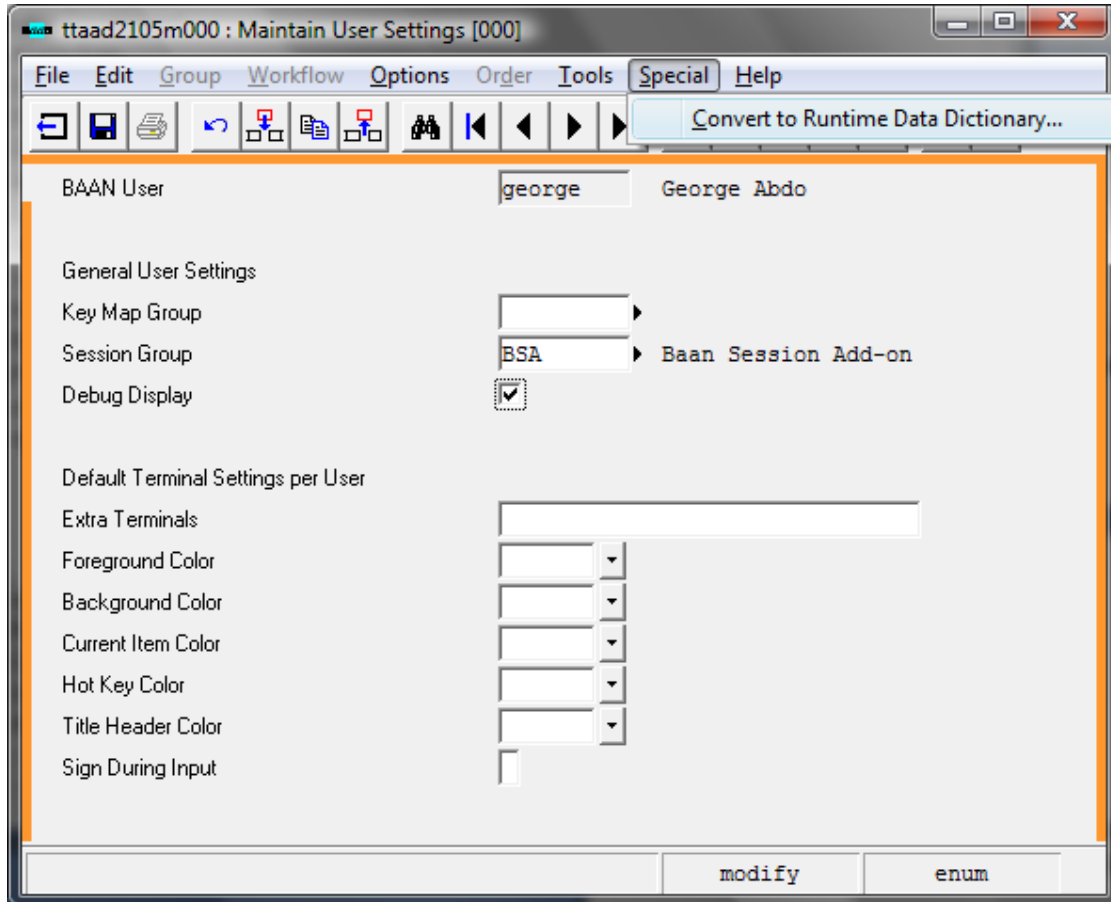 ttaad2105m000 : Maintain User Settings [000]
File Edit Group Workflow Options Order Tools Special Help
Convert to Runtime Data Dictionary...
BAAN User george George Abdo
General User Settings
Key Map Group
Session Group BSA Baan Session Add-on
Debug Display
Default Terminal Settings per User
Extra Terminals
Foreground Color
Background Color
Current Item Color
Hot Key Color
Title Header Color
Sign During Input
modify enum